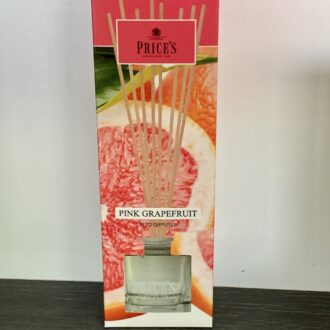 PRICE'S
PINK GRAPEFRUIT
REED DIFFUSER